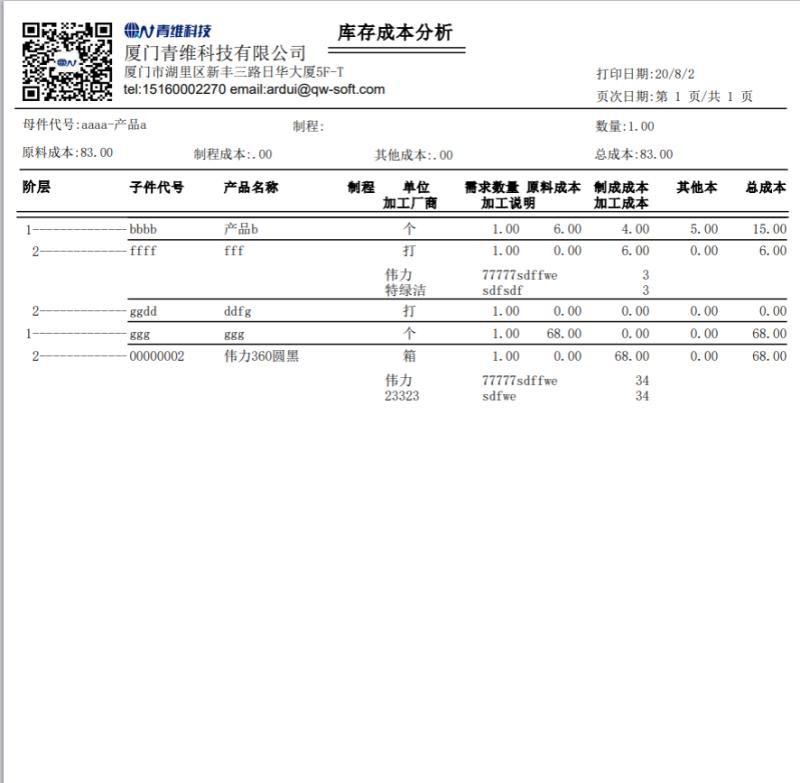 青维科技
库存成本分析
厦门青维科技有限公司
厦门市湖里区新丰三路日华大厦5F-T
打印日期:20/8/2
tel:15160002270 email:ardui@qw-soft.com
页次日期:第 1 页/共 1 页
母件代号:aaaa-产品a 制程: 数量:1.00
原料成本:83.00 制程成本:.00 其他成本:.00 总成本:83.00
阶层 子件代号 产品名称 制程 单位 需求数量 原料成本 制成成本 其他本 总成本
加工厂商 加工说明 加工成本
1-------------- bbbb 产品b 个 1.00 6.00 4.00 5.00 15.00
2------------- ffff fff 打 1.00 0.00 6.00 0.00 6.00
伟力 77777sdffwe 3
特绿洁 sdfsdf 3
2------------- ggdd ddfg 打 1.00 0.00 0.00 0.00 0.00
1-------------- ggg ggg 个 1.00 68.00 0.00 0.00 68.00
2------------- 00000002 伟力360圆黑 箱 1.00 0.00 68.00 0.00 68.00
伟力 77777sdffwe 34
23323 sdfwe 34